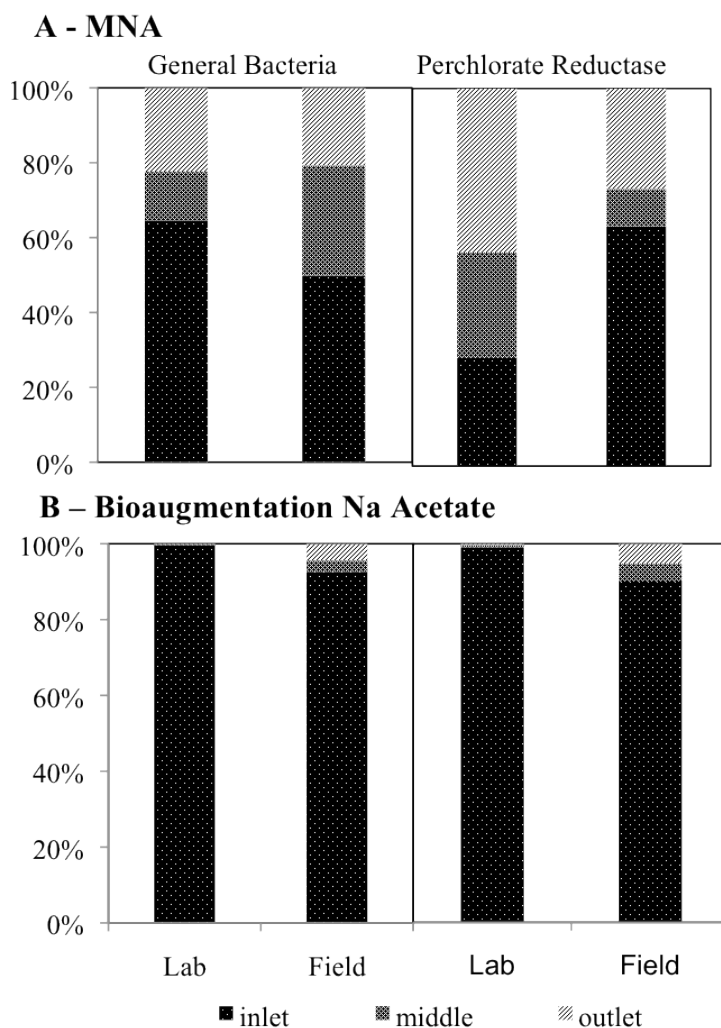 A - MNA
General Bacteria Perchlorate Reductase
100%
80%
60%
40%
20%
0%
B – Bioaugmentation Na Acetate
100%
80%
60%
40%
20%
0%
Lab Field Lab Field
inlet middle outlet